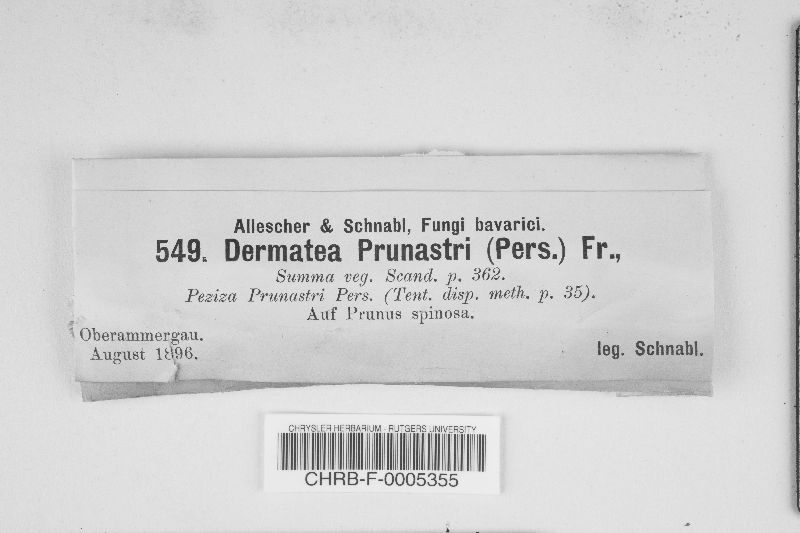 Allescher & Schnabl, Fungi bavarici.
549. Dermatea Prunastri (Pers.) Fr.,
Summa veg. Scand. p. 362.
Peziza Prunastri Pers. (Tent. disp. meth. p. 35).
Auf Prunus spinosa.
Oberammergau.
August 1896.
leg. Schnabl.
CHRYSLER HERBARIUM - RUTGERS UNIVERSITY
CHRB-F-0005355